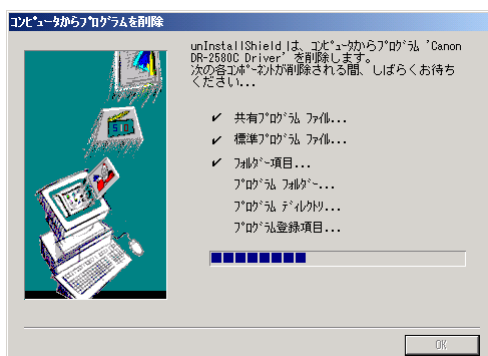 コンピュータからプログラムを削除
unInstallShield は、コンピュータからプログラム 'Canon
DR-2580C Driver' を削除します。
次の各コンポーネントが削除される間、しばらくお待ち
ください...
✔ 共有プログラム ファイル...
✔ 標準プログラム ファイル...
✔ フォルダー項目...
プログラム フォルダー...
プログラム ディレクトリ...
プログラム登録項目...
OK